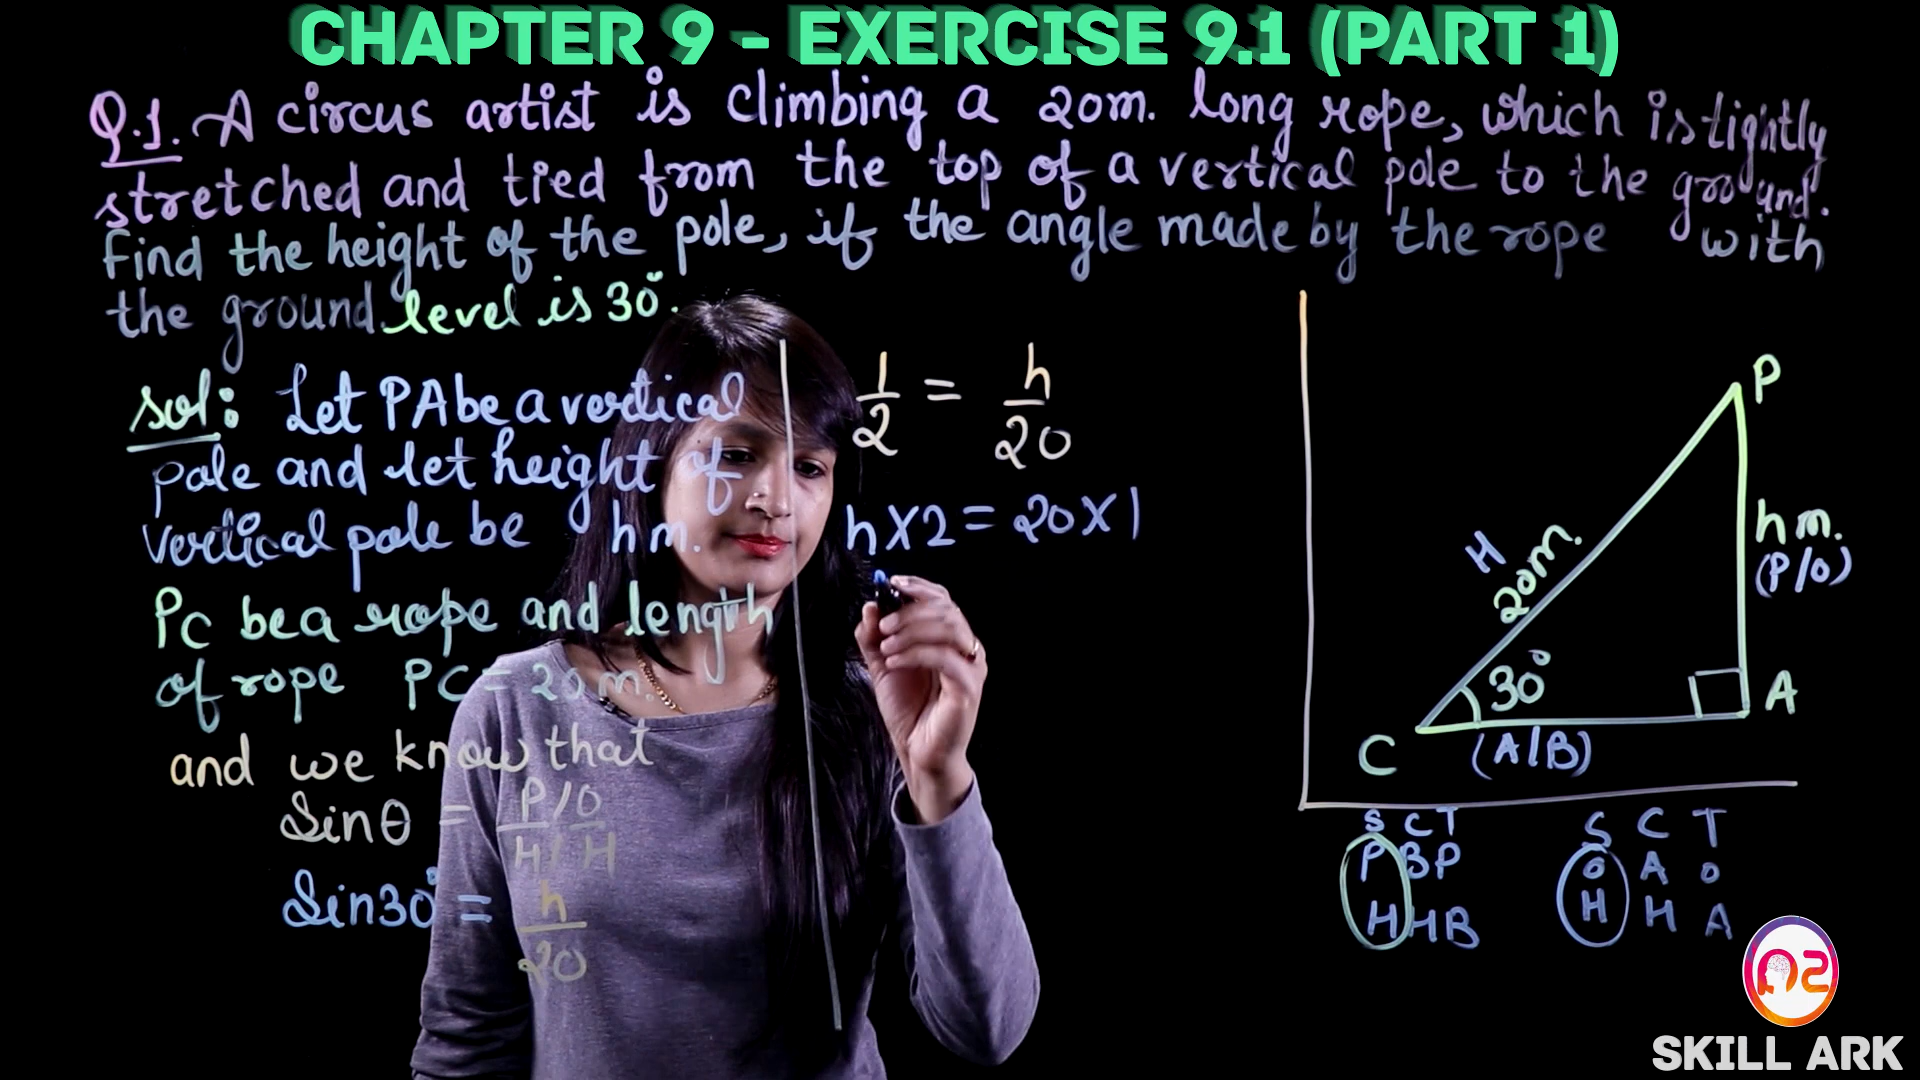 CHAPTER 9 - EXERCISE 9.1 (PART 1)
Q.1. A circus artist is climbing a 20m. long rope, which is tightly
stretched and tied from the top of a vertical pole to the ground.
Find the height of the pole, if the angle made by the rope with
the ground level is 30°.
Sol: Let PA be a vertical
pole and let height of
vertical pole be h m.
PC be a rope and length
of rope PC = 20 m.
and we know that
Sinθ = P/H / O/H
Sin30° = h/20
1/2 = h/20
h X 2 = 20 X 1
P
H
20m.
h m.
(P/O)
30°
A
C
(A/B)
S C T
P B P
H H B
S C T
O A O
H H A
SKILL ARK